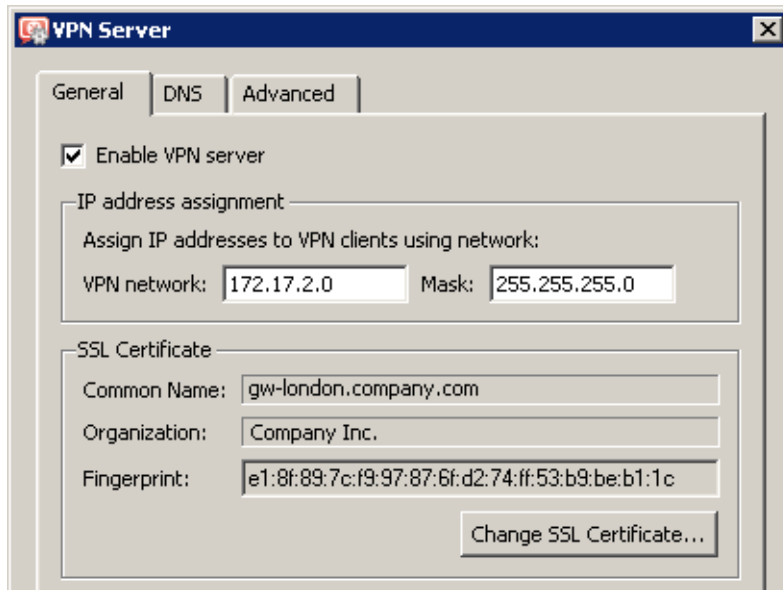 VPN Server
General DNS Advanced
Enable VPN server
IP address assignment
Assign IP addresses to VPN clients using network:
VPN network: 172.17.2.0 Mask: 255.255.255.0
SSL Certificate
Common Name: gw-london.company.com
Organization: Company Inc.
Fingerprint: e1:8f:89:7c:f9:97:87:6f:d2:74:ff:53:b9:be:b1:1c
Change SSL Certificate...